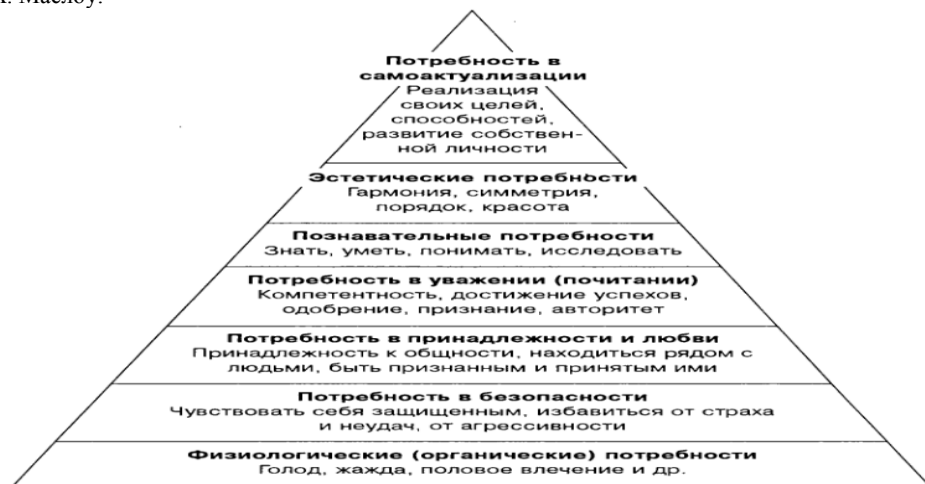 А. Маслоу.
Потребность в
самоактуализации
Реализация
своих целей,
способностей,
развитие собствен-
ной личности
Эстетические потребности
Гармония, симметрия,
порядок, красота
Познавательные потребности
Знать, уметь, понимать, исследовать
Потребность в уважении (почитании)
Компетентность, достижение успехов,
одобрение, признание, авторитет
Потребность в принадлежности и любви
Принадлежность к общности, находиться рядом с
людьми, быть признанным и принятым ими
Потребность в безопасности
Чувствовать себя защищенным, избавиться от страха
и неудач, от агрессивности
Физиологические (органические) потребности
Голод, жажда, половое влечение и др.